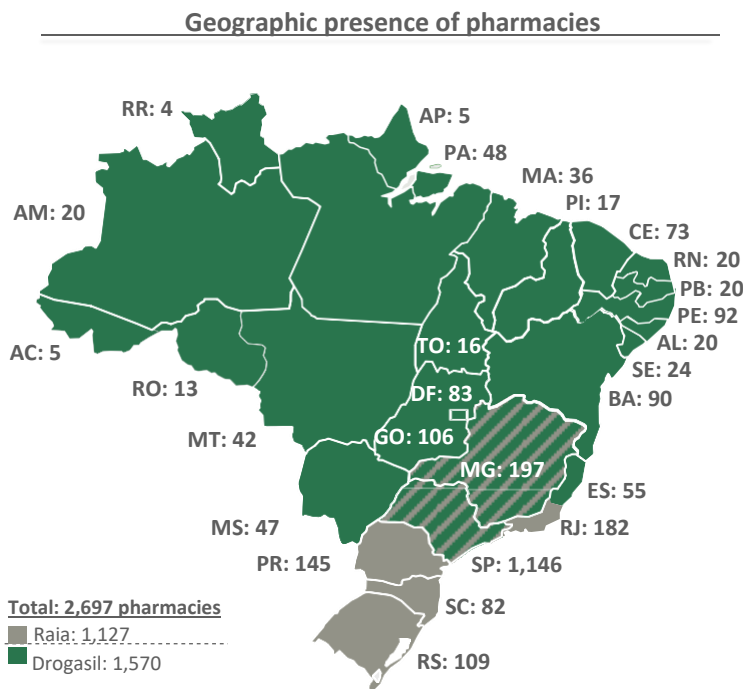 Geographic presence of pharmacies
RR: 4
AP: 5
PA: 48
MA: 36
PI: 17
AM: 20
CE: 73
RN: 20
PB: 20
PE: 92
AL: 20
TO: 16
AC: 5
SE: 24
RO: 13
DF: 83
BA: 90
MT: 42
GO: 106
MG: 197
ES: 55
MS: 47
RJ: 182
PR: 145
SP: 1,146
Total: 2,697 pharmacies
SC: 82
Raia: 1,127
Drogasil: 1,570
RS: 109